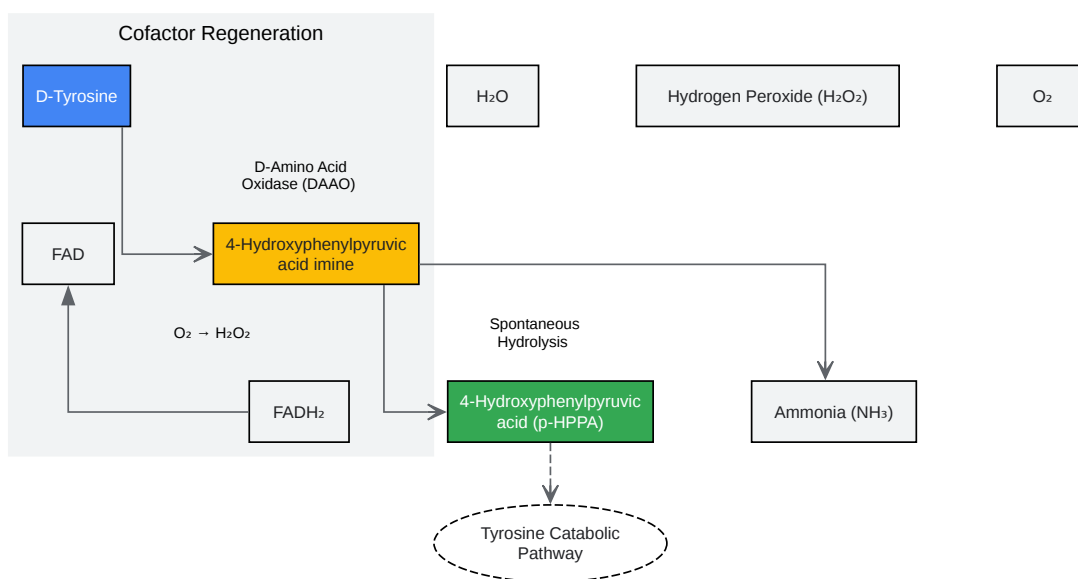 Cofactor Regeneration
D-Tyrosine
H₂O
Hydrogen Peroxide (H₂O₂)
O₂
D-Amino Acid
Oxidase (DAAO)
FAD
4-Hydroxyphenylpyruvic
acid imine
O₂ → H₂O₂
Spontaneous
Hydrolysis
FADH₂
4-Hydroxyphenylpyruvic
acid (p-HPPA)
Ammonia (NH₃)
Tyrosine Catabolic
Pathway